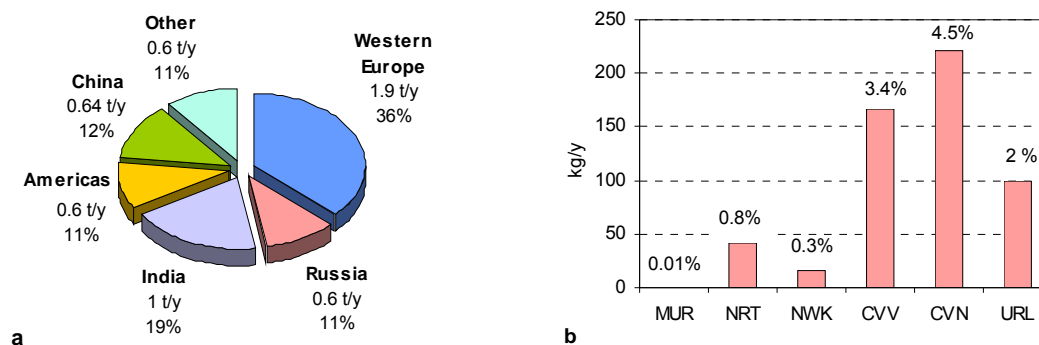 Other
0.6 t/y
11%
Western
Europe
1.9 t/y
36%
China
0.64 t/y
12%
Americas
0.6 t/y
11%
India
1 t/y
19%
Russia
0.6 t/y
11%
a
250
200
150
100
50
0
kg/y
0.01%
0.8%
0.3%
3.4%
4.5%
2 %
MUR NRT NWK CVV CVN URL
b